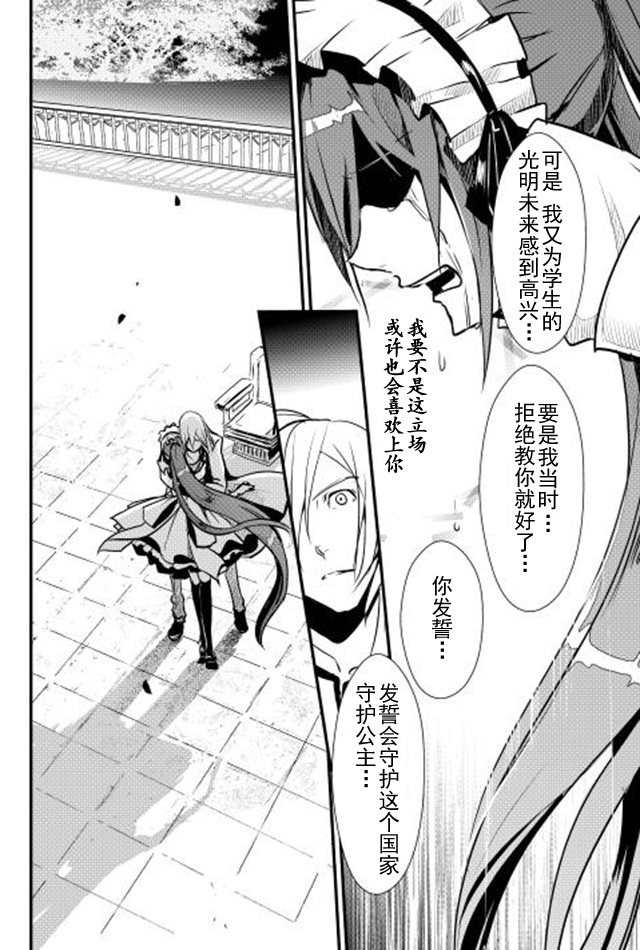 可是 我又为学生的
光明未来感到高兴…
我要不是这立场
或许也会喜欢上你
要是我当时…
拒绝教你就好了…
你发誓…
发誓会守护这个国家
守护公主…